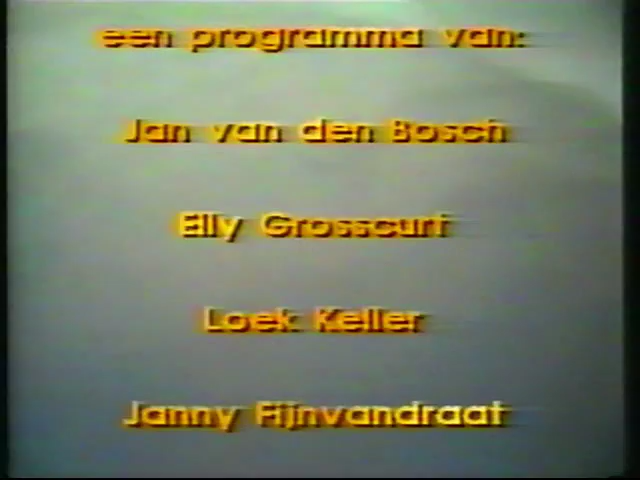 een programma van:
Jan van den Bosch
Elly Grosscurt
Loek Keller
Janny Fijnvandraat